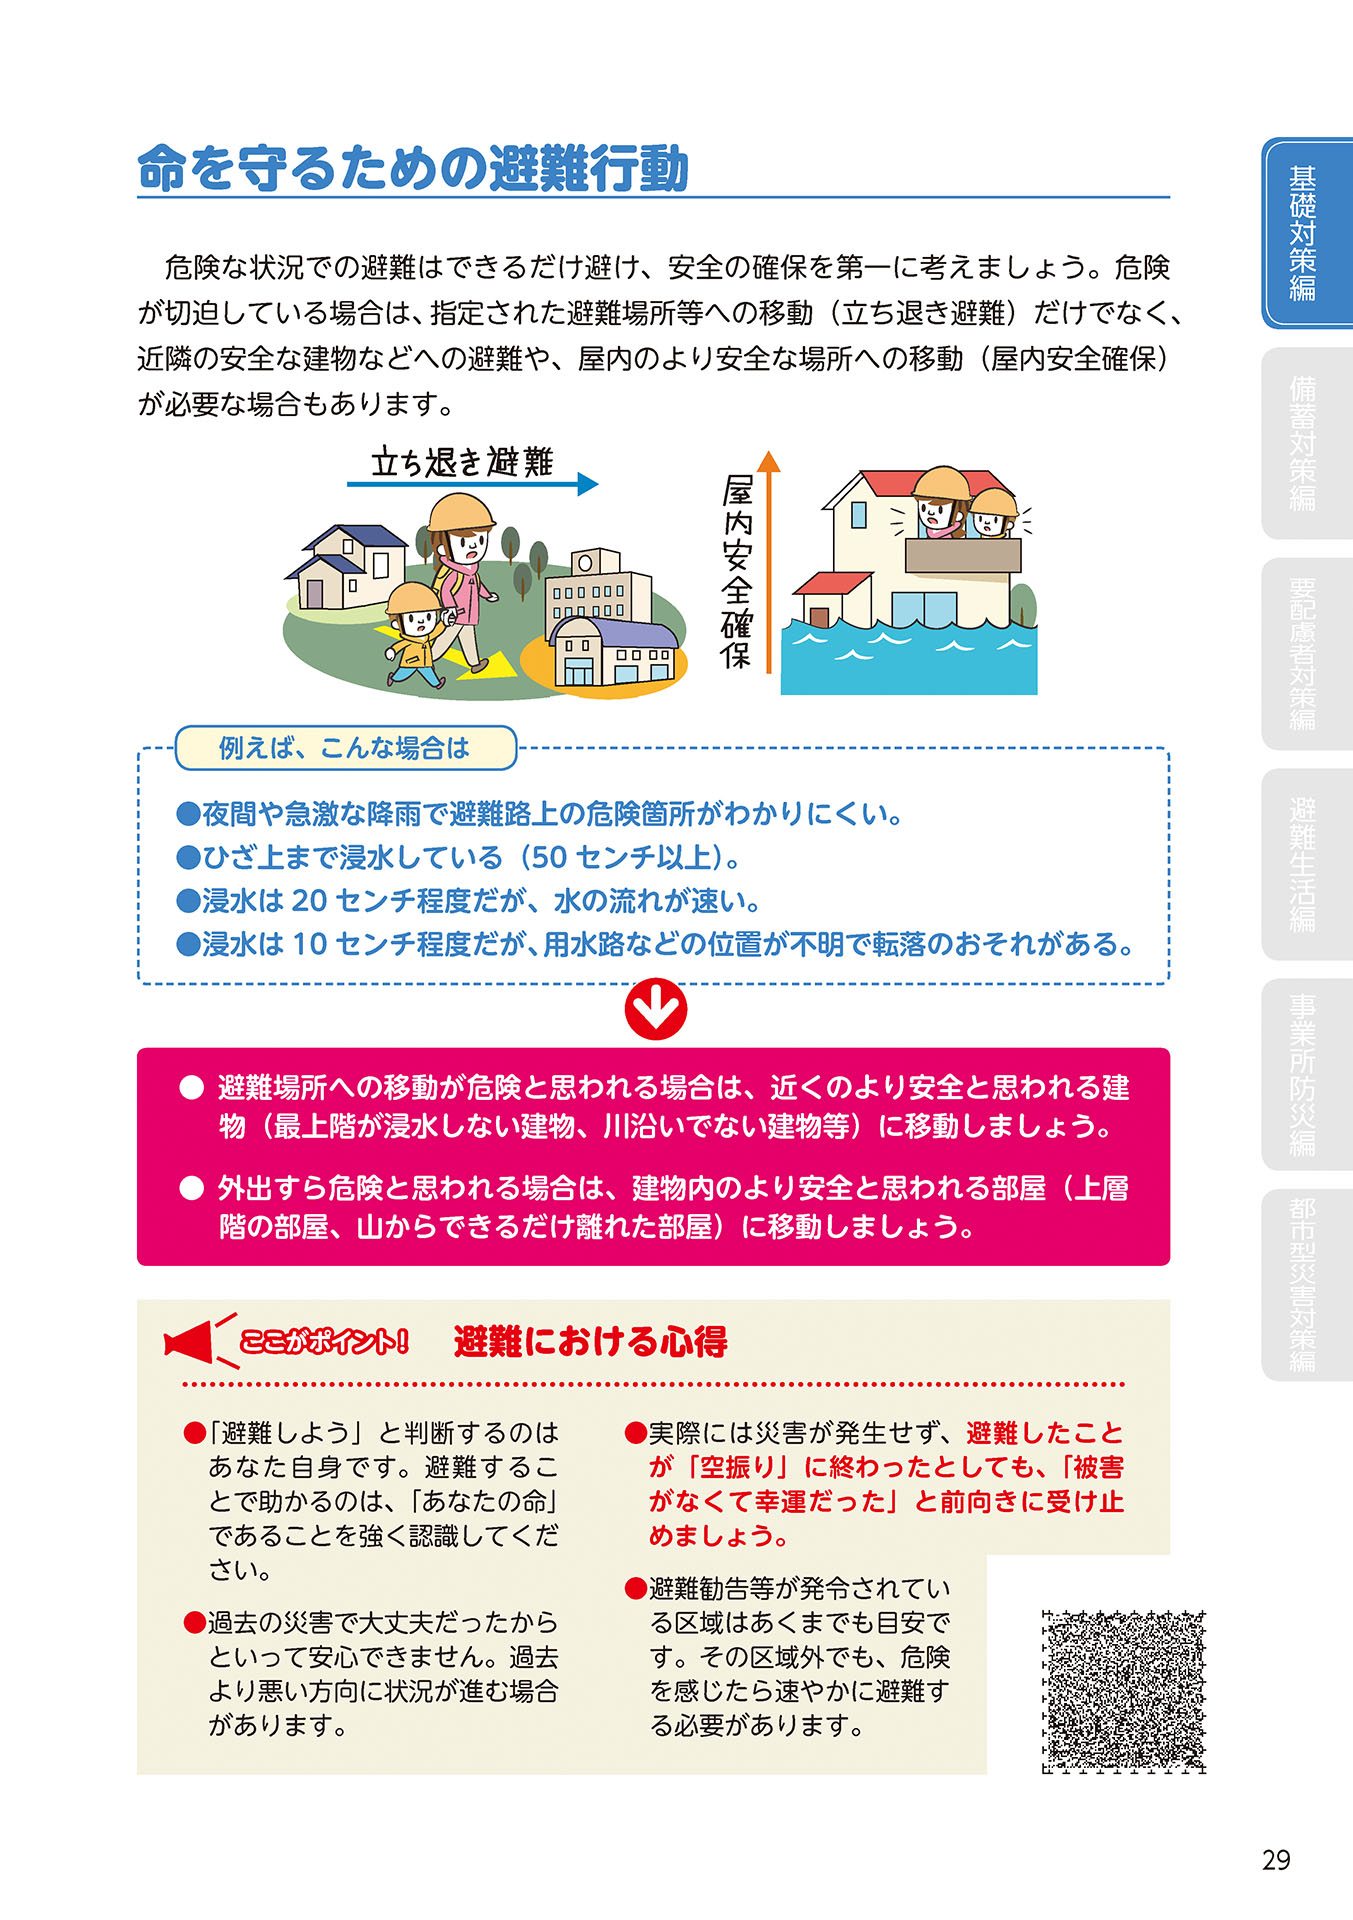 命を守るための避難行動
危険な状況での避難はできるだけ避け、安全の確保を第一に考えましょう。危険
が切迫している場合は、指定された避難場所等への移動（立ち退き避難）だけでなく、
近隣の安全な建物などへの避難や、屋内のより安全な場所への移動（屋内安全確保）
が必要な場合もあります。
立ち退き避難
屋内安全確保
例えば、こんな場合は
●夜間や急激な降雨で避難路上の危険箇所がわかりにくい。
●ひざ上まで浸水している（50 センチ以上）。
●浸水は 20 センチ程度だが、水の流れが速い。
●浸水は 10 センチ程度だが、用水路などの位置が不明で転落のおそれがある。
● 避難場所への移動が危険と思われる場合は、近くのより安全と思われる建
物（最上階が浸水しない建物、川沿いでない建物等）に移動しましょう。
● 外出すら危険と思われる場合は、建物内のより安全と思われる部屋（上層
階の部屋、山からできるだけ離れた部屋）に移動しましょう。
ここがポイント！ 避難における心得
●「避難しよう」と判断するのは
あなた自身です。避難するこ
とで助かるのは、「あなたの命」
であることを強く認識してくだ
さい。
●過去の災害で大丈夫だったから
といって安心できません。過去
より悪い方向に状況が進む場合
があります。
●実際には災害が発生せず、避難したこと
が「空振り」に終わったとしても、「被害
がなくて幸運だった」と前向きに受け止
めましょう。
●避難勧告等が発令されてい
る区域はあくまでも目安で
す。その区域外でも、危険
を感じたら速やかに避難す
る必要があります。
基礎対策編
備蓄対策編
要配慮者対策編
避難生活編
事業所防災編
都市型災害対策編
29